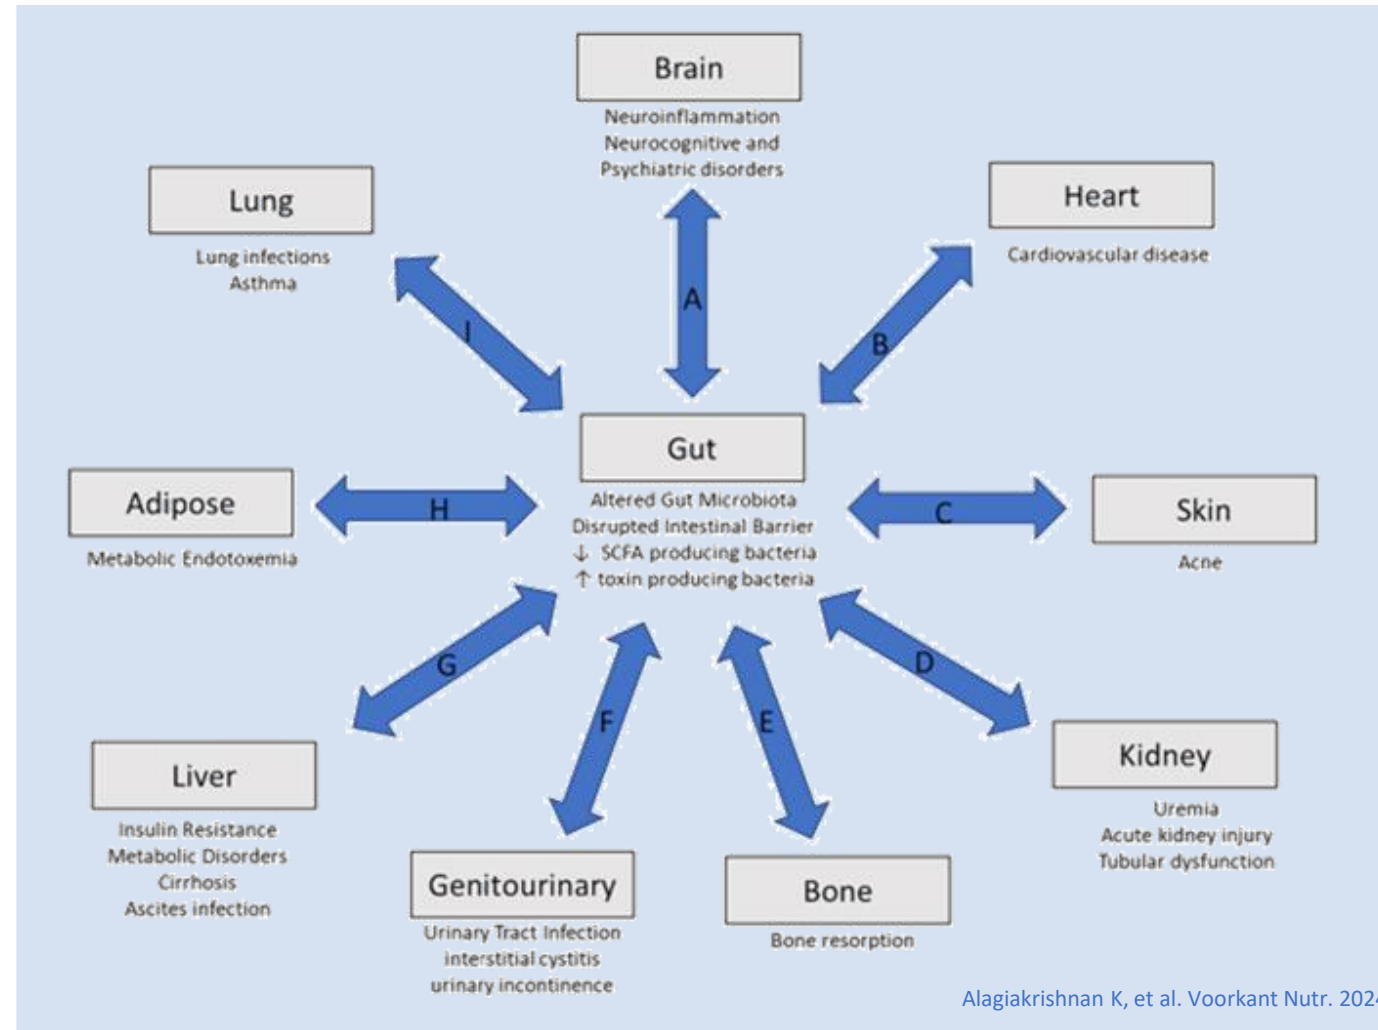 Brain
Neuroinflammation
Neurocognitive and
Psychiatric disorders
Heart
Cardiovascular disease
Lung
Lung infections
Asthma
A
B
I
Gut
Altered Gut Microbiota
Disrupted Intestinal Barrier
↓ SCFA producing bacteria
↑ toxin producing bacteria
Adipose
Metabolic Endotoxemia
H
C
Skin
Acne
G
F
E
D
Kidney
Uremia
Acute kidney injury
Tubular dysfunction
Liver
Insulin Resistance
Metabolic Disorders
Cirrhosis
Ascites infection
Genitourinary
Urinary Tract Infection
interstitial cystitis
urinary incontinence
Bone
Bone resorption
Alagiakrishnan K, et al. Voorkant Nutr. 2024